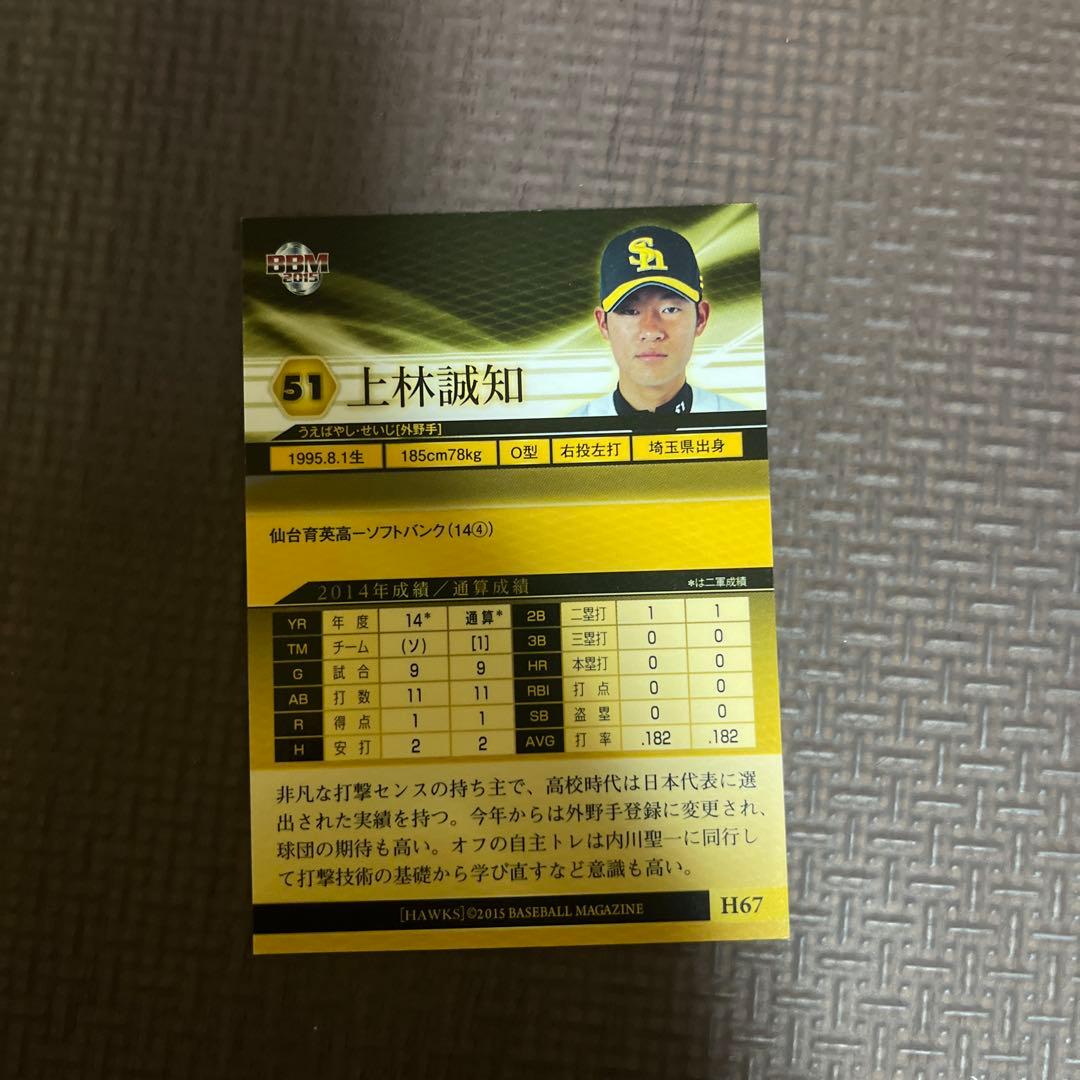 BBM
2015
Sh
51 上林誠知
51
うえばやし・せいじ[外野手]
1995.8.1生 185cm78kg O型 右投左打 埼玉県出身
仙台育英高ーソフトバンク(14④)
2014年成績／通算成績 *は二軍成績
YR 年度 14* 通算* 2B 二塁打 1 1
TM チーム (ソ) [1] 3B 三塁打 0 0
G 試合 9 9 HR 本塁打 0 0
AB 打数 11 11 RBI 打点 0 0
R 得点 1 1 SB 盗塁 0 0
H 安打 2 2 AVG 打率 .182 .182
非凡な打撃センスの持ち主で、高校時代は日本代表に選
出された実績を持つ。今年からは外野手登録に変更され、
球団の期待も高い。オフの自主トレは内川聖一に同行し
て打撃技術の基礎から学び直すなど意識も高い。
[HAWKS]©2015 BASEBALL MAGAZINE H67